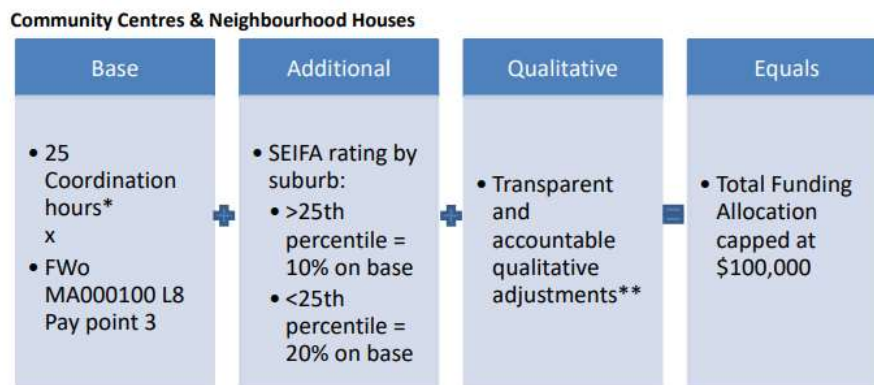 Community Centres & Neighbourhood Houses
Base
• 25
Coordination
hours*
x
• FWo
MA000100 L8
Pay point 3
Additional
• SEIFA rating by
suburb:
• >25th
percentile =
10% on base
• <25th
percentile =
20% on base
Qualitative
• Transparent
and
accountable
qualitative
adjustments**
Equals
• Total Funding
Allocation
capped at
$100,000